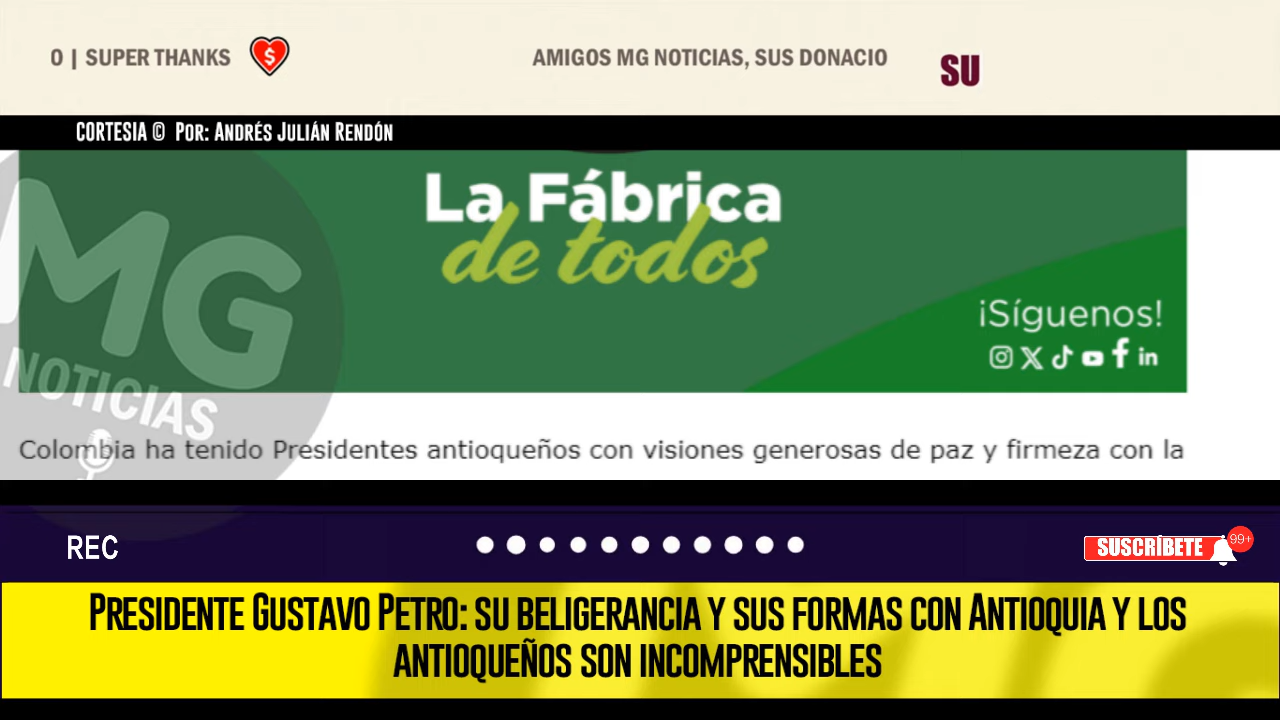 0 | SUPER THANKS
AMIGOS MG NOTICIAS, SUS DONACIO
SU
CORTESIA © Por: Andrés Julián Rendón
La Fábrica
de todos
¡Síguenos!
MG
NOTICIAS
Colombia ha tenido Presidentes antioqueños con visiones generosas de paz y firmeza con la
REC
SUSCRÍBETE
99+
Presidente Gustavo Petro: su beligerancia y sus formas con Antioquia y los
antioqueños son incomprensibles